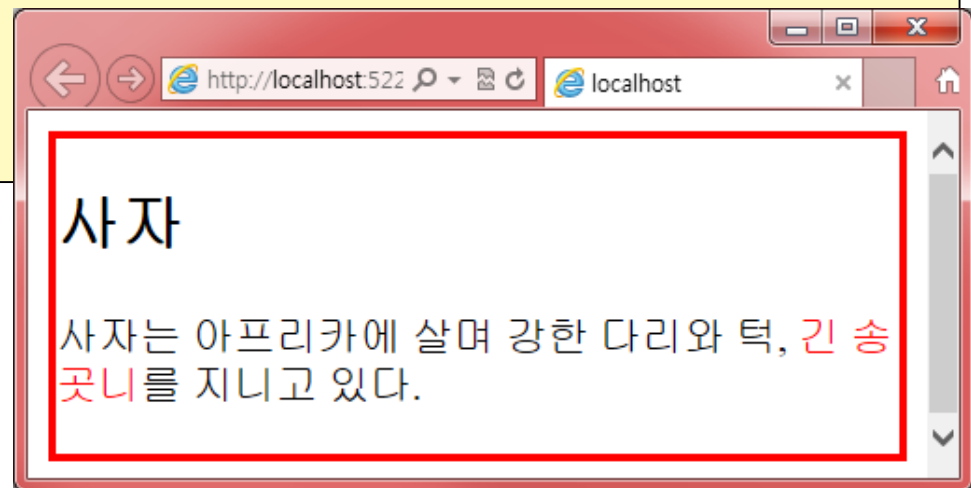 http://localhost:522
localhost
사자
사자는 아프리카에 살며 강한 다리와 턱, 긴 송
곳니를 지니고 있다.